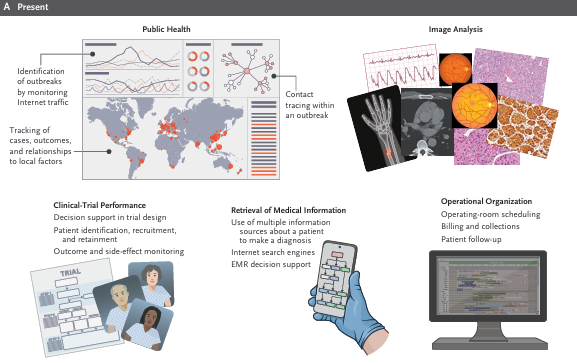 A Present
Public Health
Image Analysis
Identification
of outbreaks
by monitoring
Internet traffic
Contact
tracing within
an outbreak
Tracking of
cases, outcomes,
and relationships
to local factors
Clinical-Trial Performance
Decision support in trial design
Patient identification, recruitment,
and retainment
Outcome and side-effect monitoring
TRIAL
Retrieval of Medical Information
Use of multiple information
sources about a patient
to make a diagnosis
Internet search engines
EMR decision support
Operational Organization
Operating-room scheduling
Billing and collections
Patient follow-up